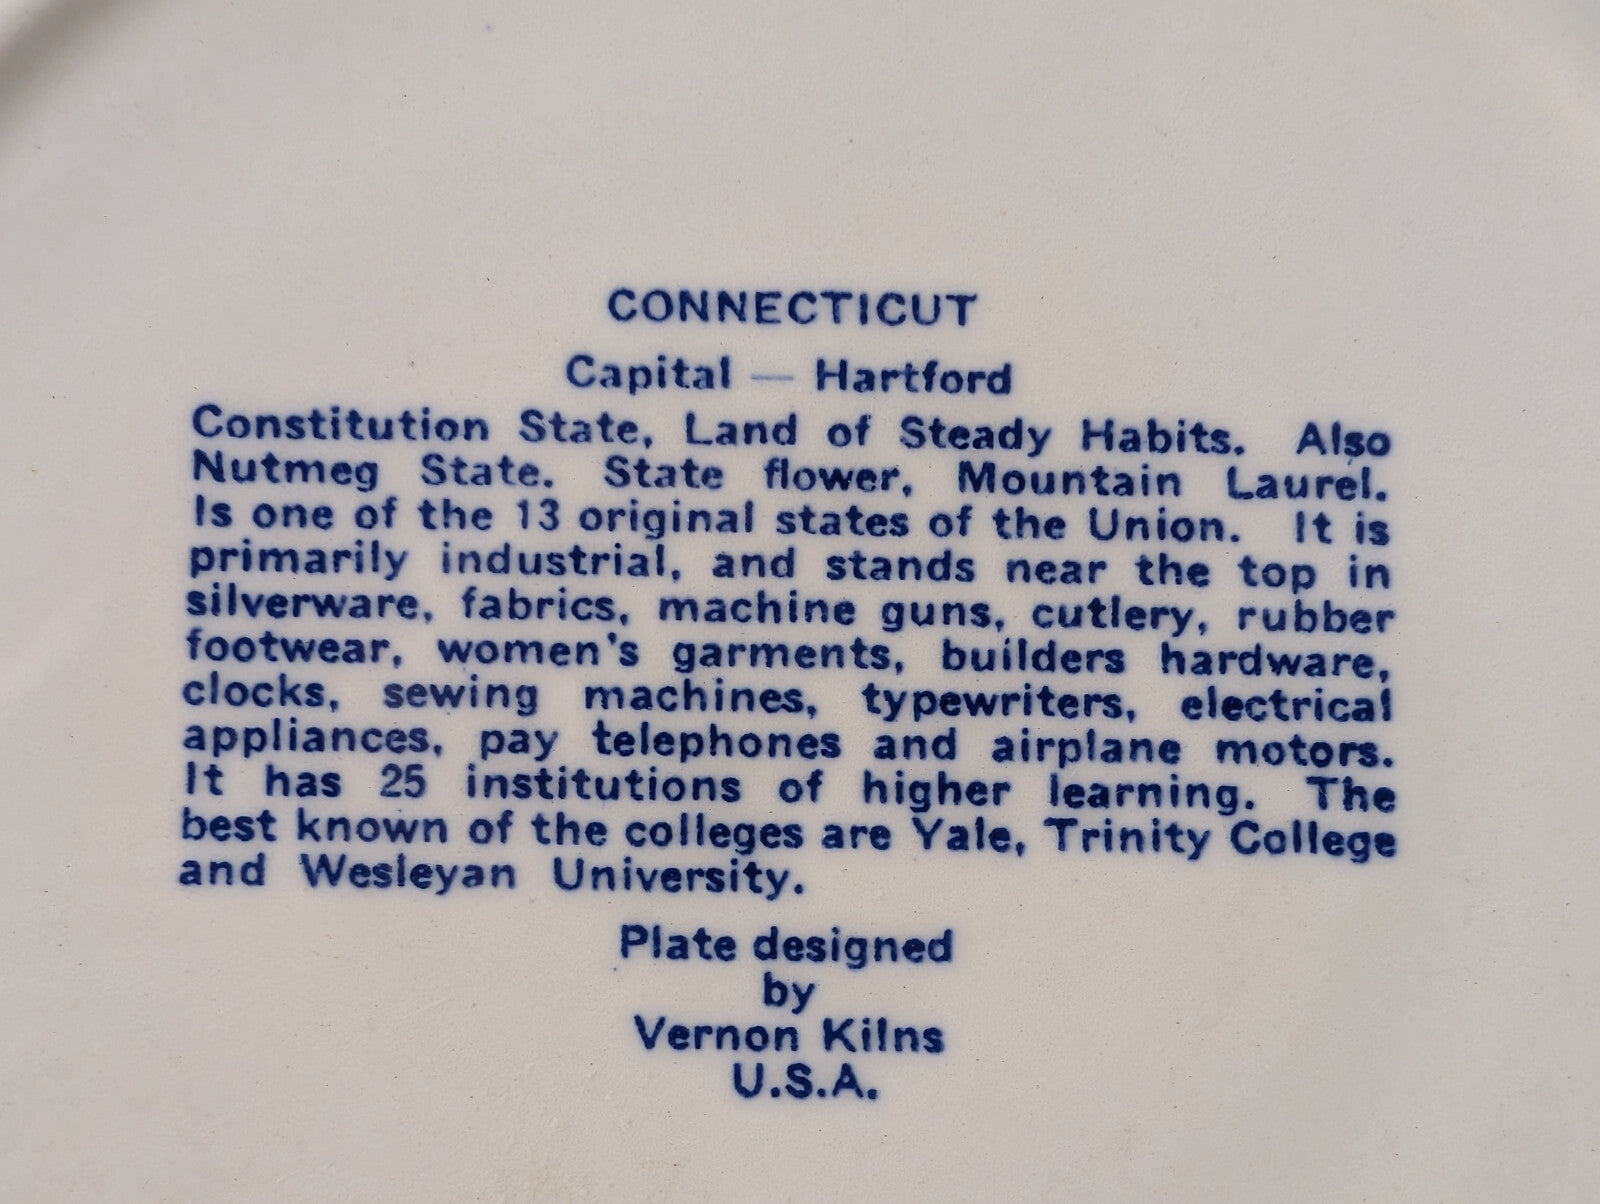 CONNECTICUT
Capital — Hartford
Constitution State, Land of Steady Habits. Also
Nutmeg State. State flower, Mountain Laurel.
Is one of the 13 original states of the Union. It is
primarily industrial, and stands near the top in
silverware, fabrics, machine guns, cutlery, rubber
footwear, women's garments, builders hardware,
clocks, sewing machines, typewriters, electrical
appliances, pay telephones and airplane motors.
It has 25 institutions of higher learning. The
best known of the colleges are Yale, Trinity College
and Wesleyan University.
Plate designed
by
Vernon Kilns
U.S.A.